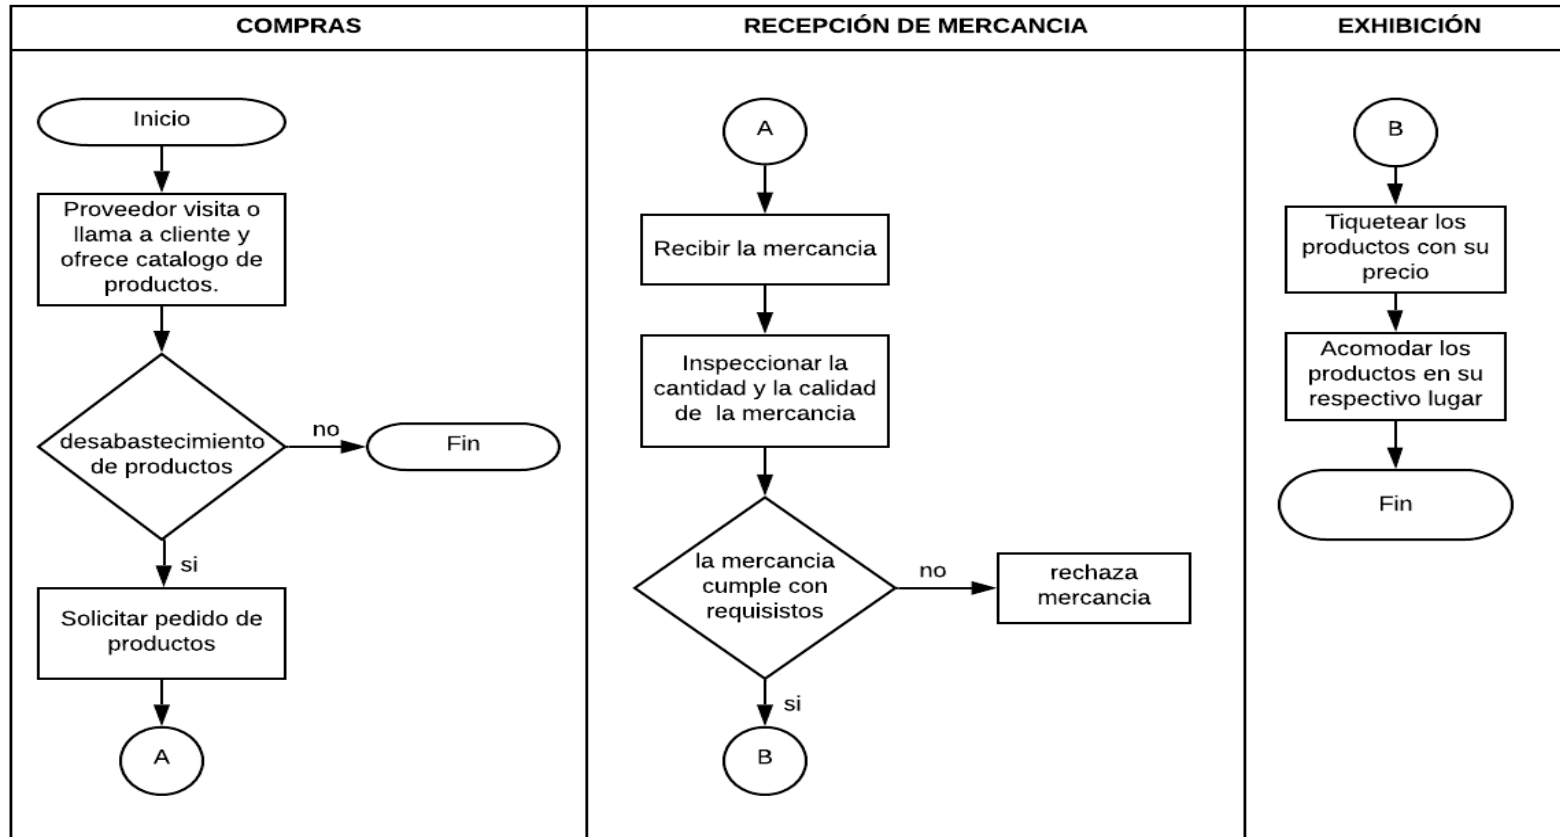 COMPRAS
RECEPCIÓN DE MERCANCIA
EXHIBICIÓN
Inicio
Proveedor visita o
llama a cliente y
ofrece catalogo de
productos.
desabastecimiento
de productos
no
Fin
si
Solicitar pedido de
productos
A
A
Recibir la mercancia
Inspeccionar la
cantidad y la calidad
de la mercancia
la mercancia
cumple con
requisistos
no
rechaza
mercancia
si
B
B
Tiquetear los
productos con su
precio
Acomodar los
productos en su
respectivo lugar
Fin